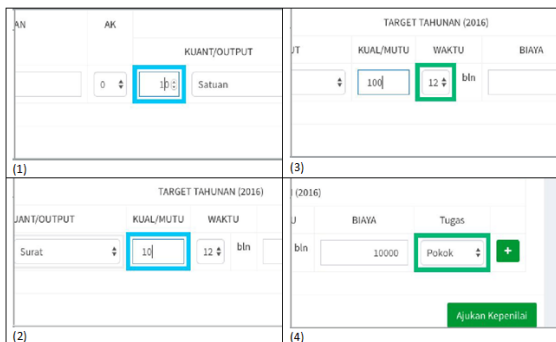 AN AK
KUANT/OUTPUT
0 10 Satuan
(1)
TARGET TAHUNAN (2016)
UT KUAL/MUTU WAKTU BIAYA
100 12 bln
(3)
TARGET TAHUNAN (2016)
UANT/OUTPUT KUAL/MUTU WAKTU
Surat 10 12 bln
(2)
I (2016)
U BIAYA Tugas
bln 10000 Pokok +
Ajukan Kepenilai
(4)